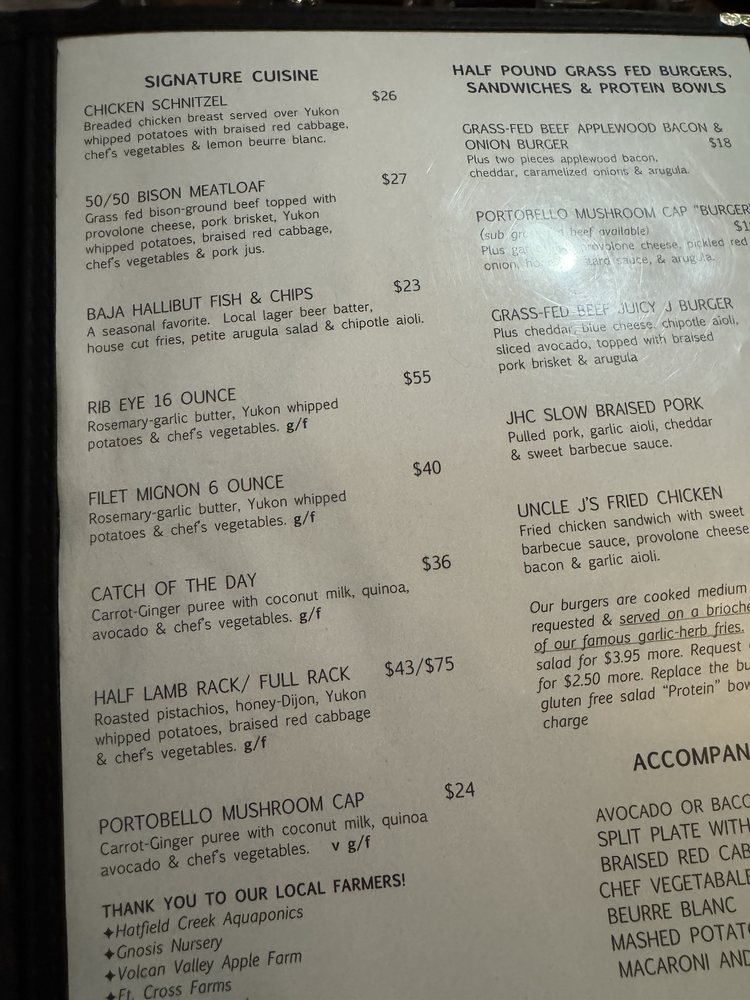 SIGNATURE CUISINE
CHICKEN SCHNITZEL $26
Breaded chicken breast served over Yukon
whipped potatoes with braised red cabbage,
chef's vegetables & lemon beurre blanc.
50/50 BISON MEATLOAF $27
Grass fed bison-ground beef topped with
provolone cheese, pork brisket, Yukon
whipped potatoes, braised red cabbage,
chef's vegetables & pork jus.
BAJA HALLIBUT FISH & CHIPS $23
A seasonal favorite. Local lager beer batter,
house cut fries, petite arugula salad & chipotle aioli.
RIB EYE 16 OUNCE $55
Rosemary-garlic butter, Yukon whipped
potatoes & chef's vegetables. g/f
FILET MIGNON 6 OUNCE $40
Rosemary-garlic butter, Yukon whipped
potatoes & chef's vegetables. g/f
CATCH OF THE DAY $36
Carrot-Ginger puree with coconut milk, quinoa,
avocado & chef's vegetables. g/f
HALF LAMB RACK/ FULL RACK $43/$75
Roasted pistachios, honey-Dijon, Yukon
whipped potatoes, braised red cabbage
& chef's vegetables. g/f
PORTOBELLO MUSHROOM CAP $24
Carrot-Ginger puree with coconut milk, quinoa
avocado & chef's vegetables. v g/f
THANK YOU TO OUR LOCAL FARMERS!
✦Hatfield Creek Aquaponics
✦Gnosis Nursery
✦Volcan Valley Apple Farm
✦Ft. Cross Farms
HALF POUND GRASS FED BURGERS,
SANDWICHES & PROTEIN BOWLS
GRASS-FED BEEF APPLEWOOD BACON &
ONION BURGER $18
Plus two pieces applewood bacon,
cheddar, caramelized onions & arugula.
PORTOBELLO MUSHROOM CAP "BURGER
(sub beef available)
Plus provolone cheese, pickled red
onion, sauce, & arugula.
GRASS-FED BEEF JUICY J BURGER
Plus cheddar, blue cheese, chipotle aioli,
sliced avocado, topped with braised
pork brisket & arugula
JHC SLOW BRAISED PORK
Pulled pork, garlic aioli, cheddar
& sweet barbecue sauce.
UNCLE J'S FRIED CHICKEN
Fried chicken sandwich with sweet
barbecue sauce, provolone cheese
bacon & garlic aioli.
Our burgers are cooked medium
requested & served on a brioche
of our famous garlic-herb fries.
salad for $3.95 more. Request
for $2.50 more. Replace the
gluten free salad "Protein"
charge
ACCOMPAN
AVOCADO OR BACO
SPLIT PLATE WITH
BRAISED RED CAB
CHEF VEGETABALE
BEURRE BLANC
MASHED POTATO
MACARONI AND